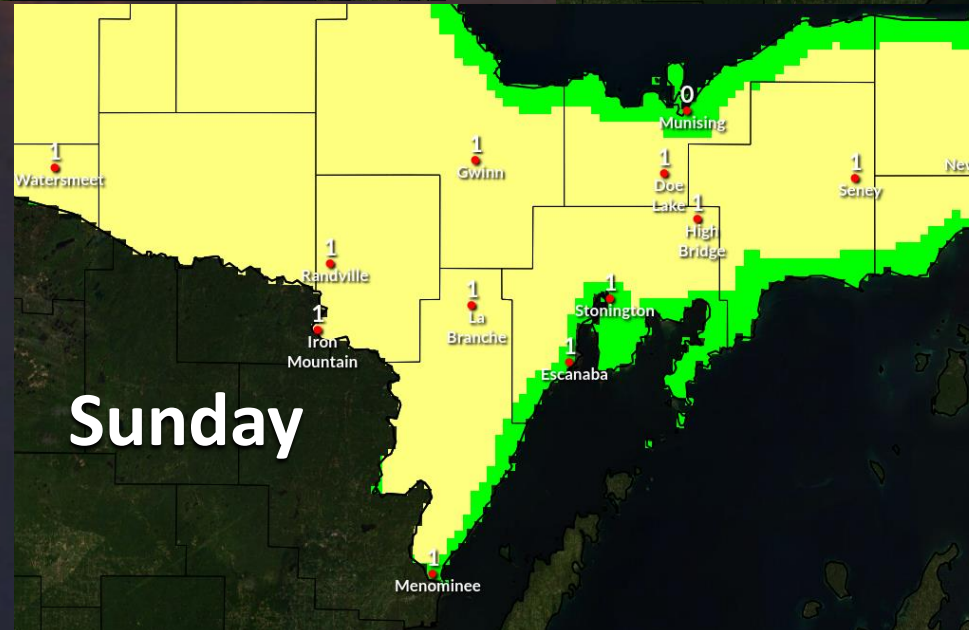 0
Munising
1
Watersmeet
1
Gwinn
1
Doe
Lake
1
Seney
New
1
High
Bridge
1
Randville
1
La
Branche
1
Stonington
1
Iron
Mountain
1
Escanaba
Sunday
1
Menominee